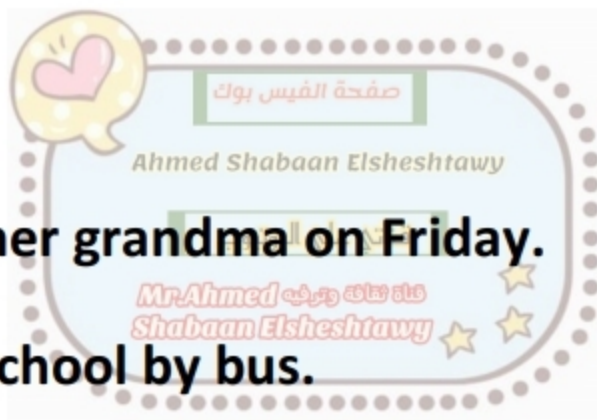 صفحة الفيس بوك
Ahmed Shabaan Elsheshtawy
her grandma on Friday.
Mr.Ahmed قناة ثقافة وترفيه
Shabaan Elsheshtawy
school by bus.